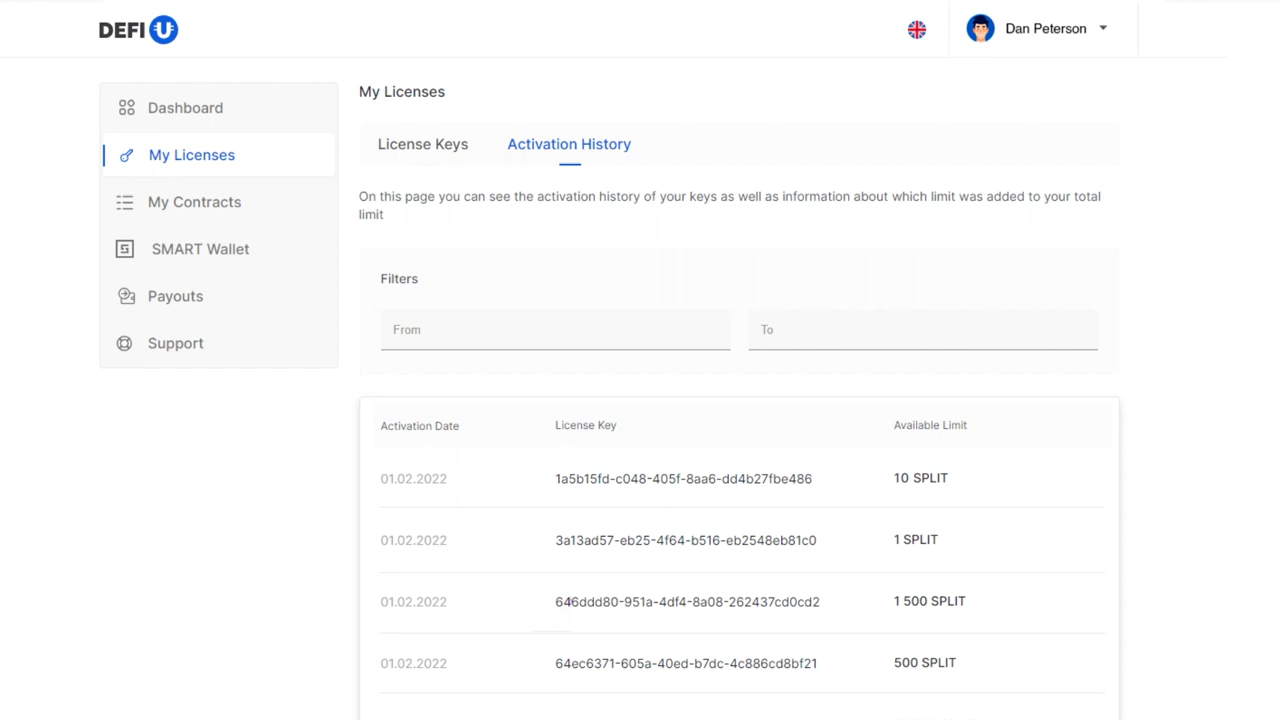 DEFI U
Dan Peterson
Dashboard
My Licenses
My Contracts
SMART Wallet
Payouts
Support
My Licenses
License Keys Activation History
On this page you can see the activation history of your keys as well as information about which limit was added to your total
limit
Filters
From To
Activation Date License Key Available Limit
01.02.2022 1a5b15fd-c048-405f-8aa6-dd4b27fbe486 10 SPLIT
01.02.2022 3a13ad57-eb25-4f64-b516-eb2548eb81c0 1 SPLIT
01.02.2022 646ddd80-951a-4df4-8a08-262437cd0cd2 1 500 SPLIT
01.02.2022 64ec6371-605a-40ed-b7dc-4c886cd8bf21 500 SPLIT